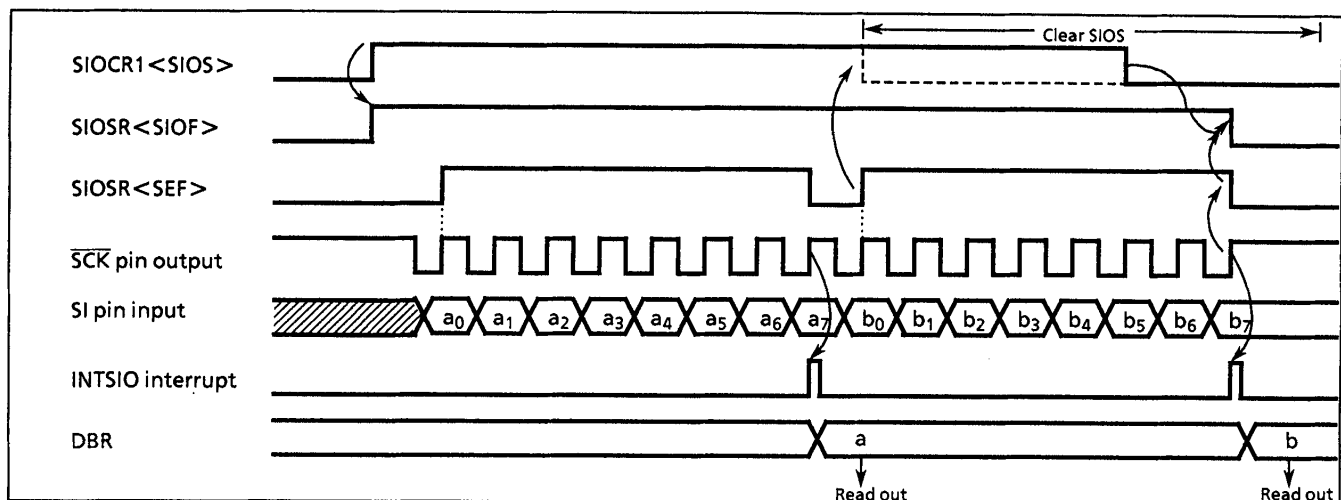 Clear SIOS
SIOCR1<SIOS>
SIOSR<SIOF>
SIOSR<SEF>
SCK pin output
SI pin input
a0 a1 a2 a3 a4 a5 a6 a7 b0 b1 b2 b3 b4 b5 b6 b7
INTSIO interrupt
DBR
a b
Read out Read out